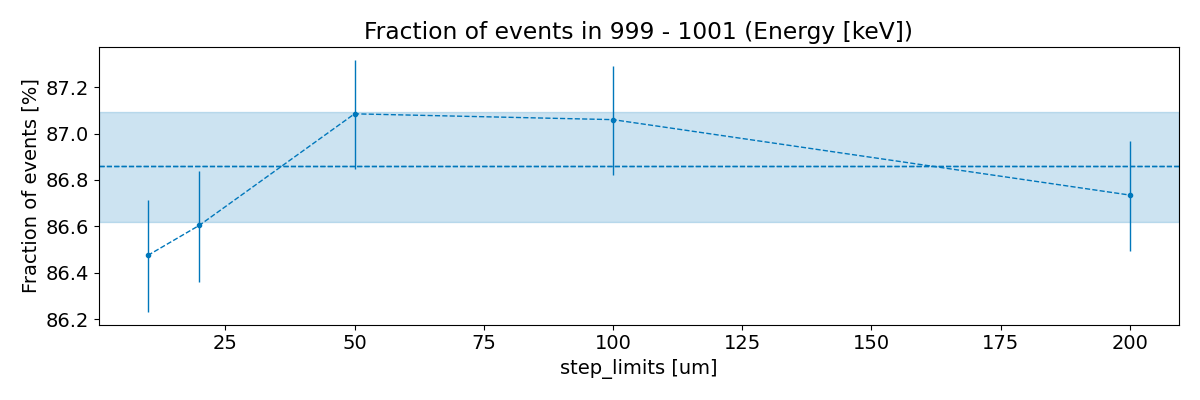 Fraction of events in 999 - 1001 (Energy [keV])
Fraction of events [%]
87.2
87.0
86.8
86.6
86.4
86.2
25 50 75 100 125 150 175 200
step_limits [um]